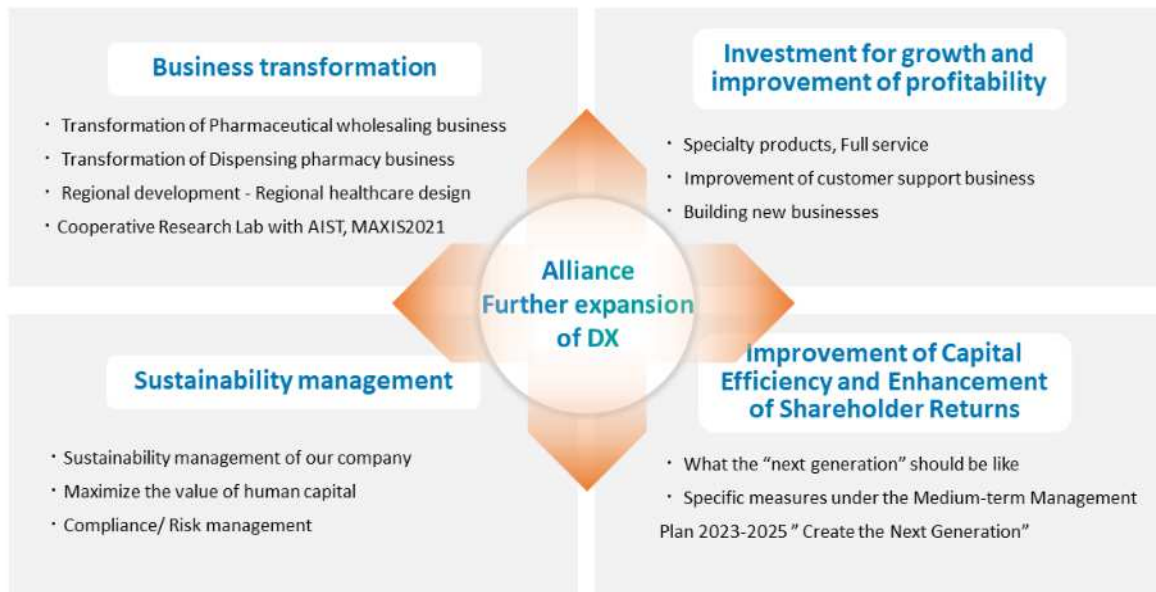 Business transformation
・ Transformation of Pharmaceutical wholesaling business
・ Transformation of Dispensing pharmacy business
・ Regional development - Regional healthcare design
・ Cooperative Research Lab with AIST, MAXIS2021
Investment for growth and
improvement of profitability
・ Specialty products, Full service
・ Improvement of customer support business
・ Building new businesses
Alliance
Further expansion
of DX
Sustainability management
・ Sustainability management of our company
・ Maximize the value of human capital
・ Compliance/ Risk management
Improvement of Capital
Efficiency and Enhancement
of Shareholder Returns
・ What the “next generation” should be like
・ Specific measures under the Medium-term Management
Plan 2023-2025 ” Create the Next Generation”